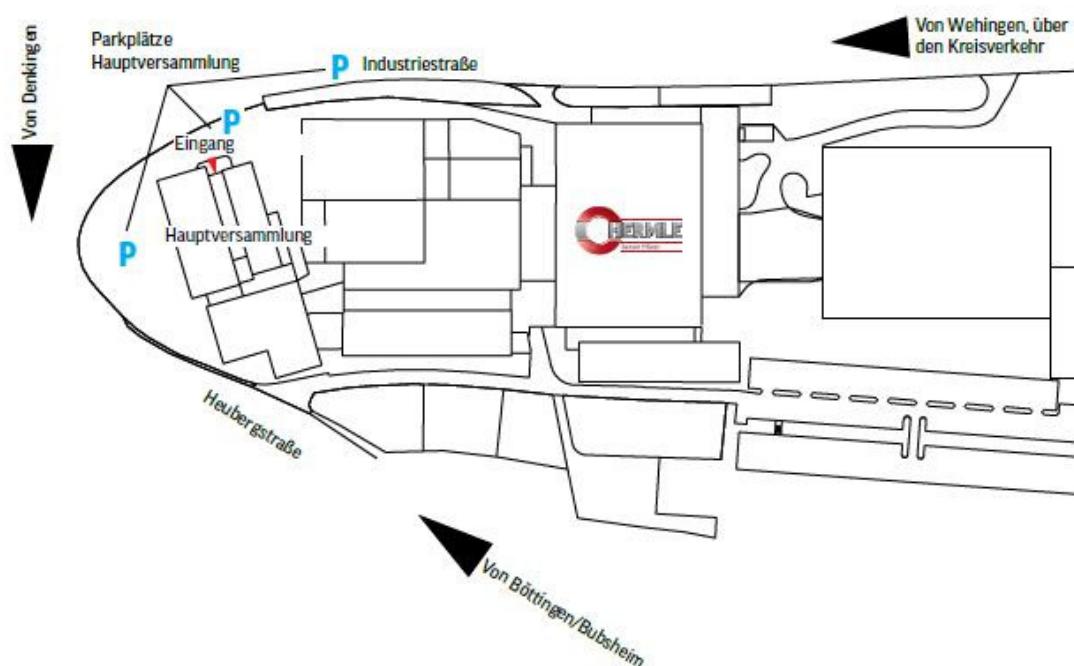 Von Denkingen
Parkplätze
Hauptversammlung
P Industriestraße
Von Wehingen, über
den Kreisverkehr
P
Eingang
Hauptversammlung
P
HERMLE
Heubergstraße
Von Böttingen/Bubsheim